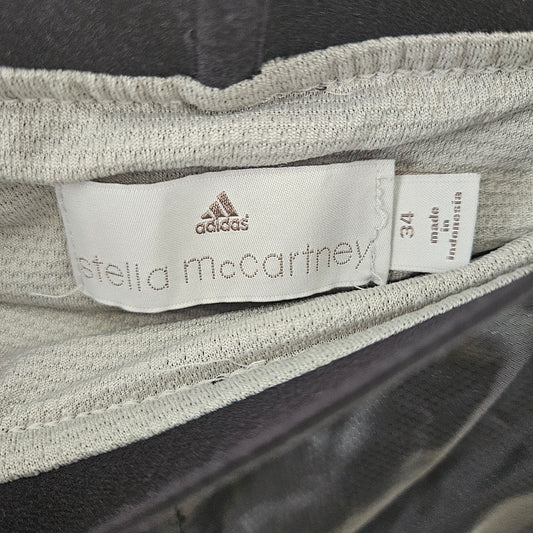 adidas
stella mccartney
34
made
in
indonesia